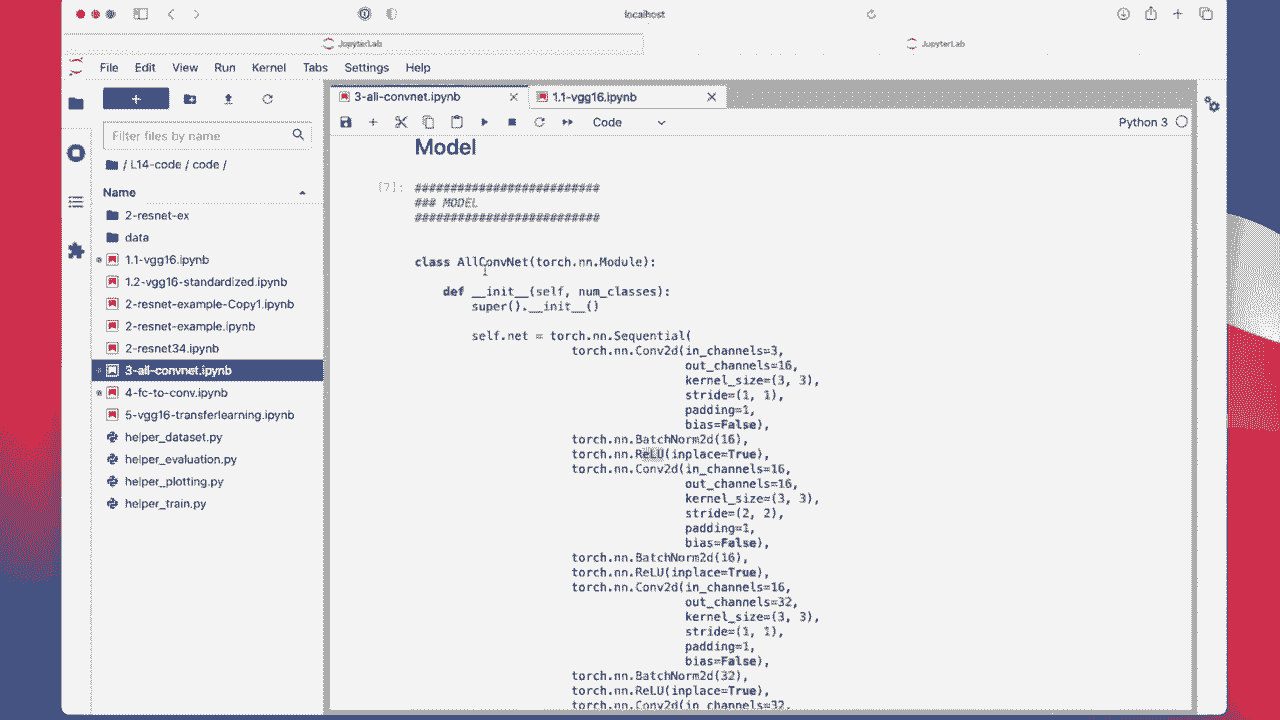 localhost
JupyterLab
JupyterLab
File Edit View Run Kernel Tabs Settings Help
3-all-convnet.ipynb
1.1-vgg16.ipynb
Filter files by name
Code
Python 3
/ L14-code / code /
Name
2-resnet-ex
data
1.1-vgg16.ipynb
1.2-vgg16-standardized.ipynb
2-resnet-example-Copy1.ipynb
2-resnet-example.ipynb
2-resnet34.ipynb
3-all-convnet.ipynb
4-fc-to-conv.ipynb
5-vgg16-transferlearning.ipynb
helper_dataset.py
helper_evaluation.py
helper_plotting.py
helper_train.py
Model
[7]:
##########################
### MODEL
##########################
class AllConvNet(torch.nn.Module):
def __init__(self, num_classes):
super().__init__()
self.net = torch.nn.Sequential(
torch.nn.Conv2d(in_channels=3,
out_channels=16,
kernel_size=(3, 3),
stride=(1, 1),
padding=1,
bias=False),
torch.nn.BatchNorm2d(16),
torch.nn.ReLU(inplace=True),
torch.nn.Conv2d(in_channels=16,
out_channels=16,
kernel_size=(3, 3),
stride=(2, 2),
padding=1,
bias=False),
torch.nn.BatchNorm2d(16),
torch.nn.ReLU(inplace=True),
torch.nn.Conv2d(in_channels=16,
out_channels=32,
kernel_size=(3, 3),
stride=(1, 1),
padding=1,
bias=False),
torch.nn.BatchNorm2d(32),
torch.nn.ReLU(inplace=True),
torch.nn.Conv2d(in_channels=32,